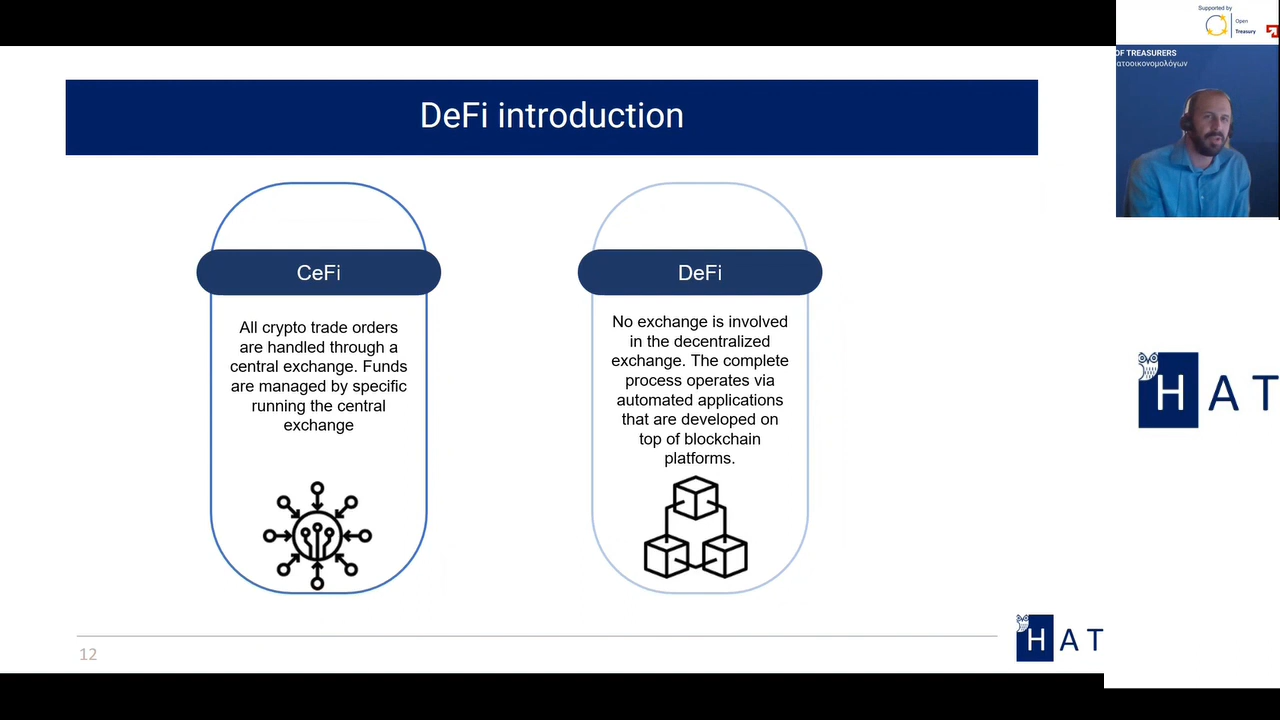 Supported by
Open
Treasury
OF TREASURERS
ατοοικονομολόγων
DeFi introduction
CeFi
All crypto trade orders
are handled through a
central exchange. Funds
are managed by specific
running the central
exchange
DeFi
No exchange is involved
in the decentralized
exchange. The complete
process operates via
automated applications
that are developed on
top of blockchain
platforms.
HAT
12
HAT